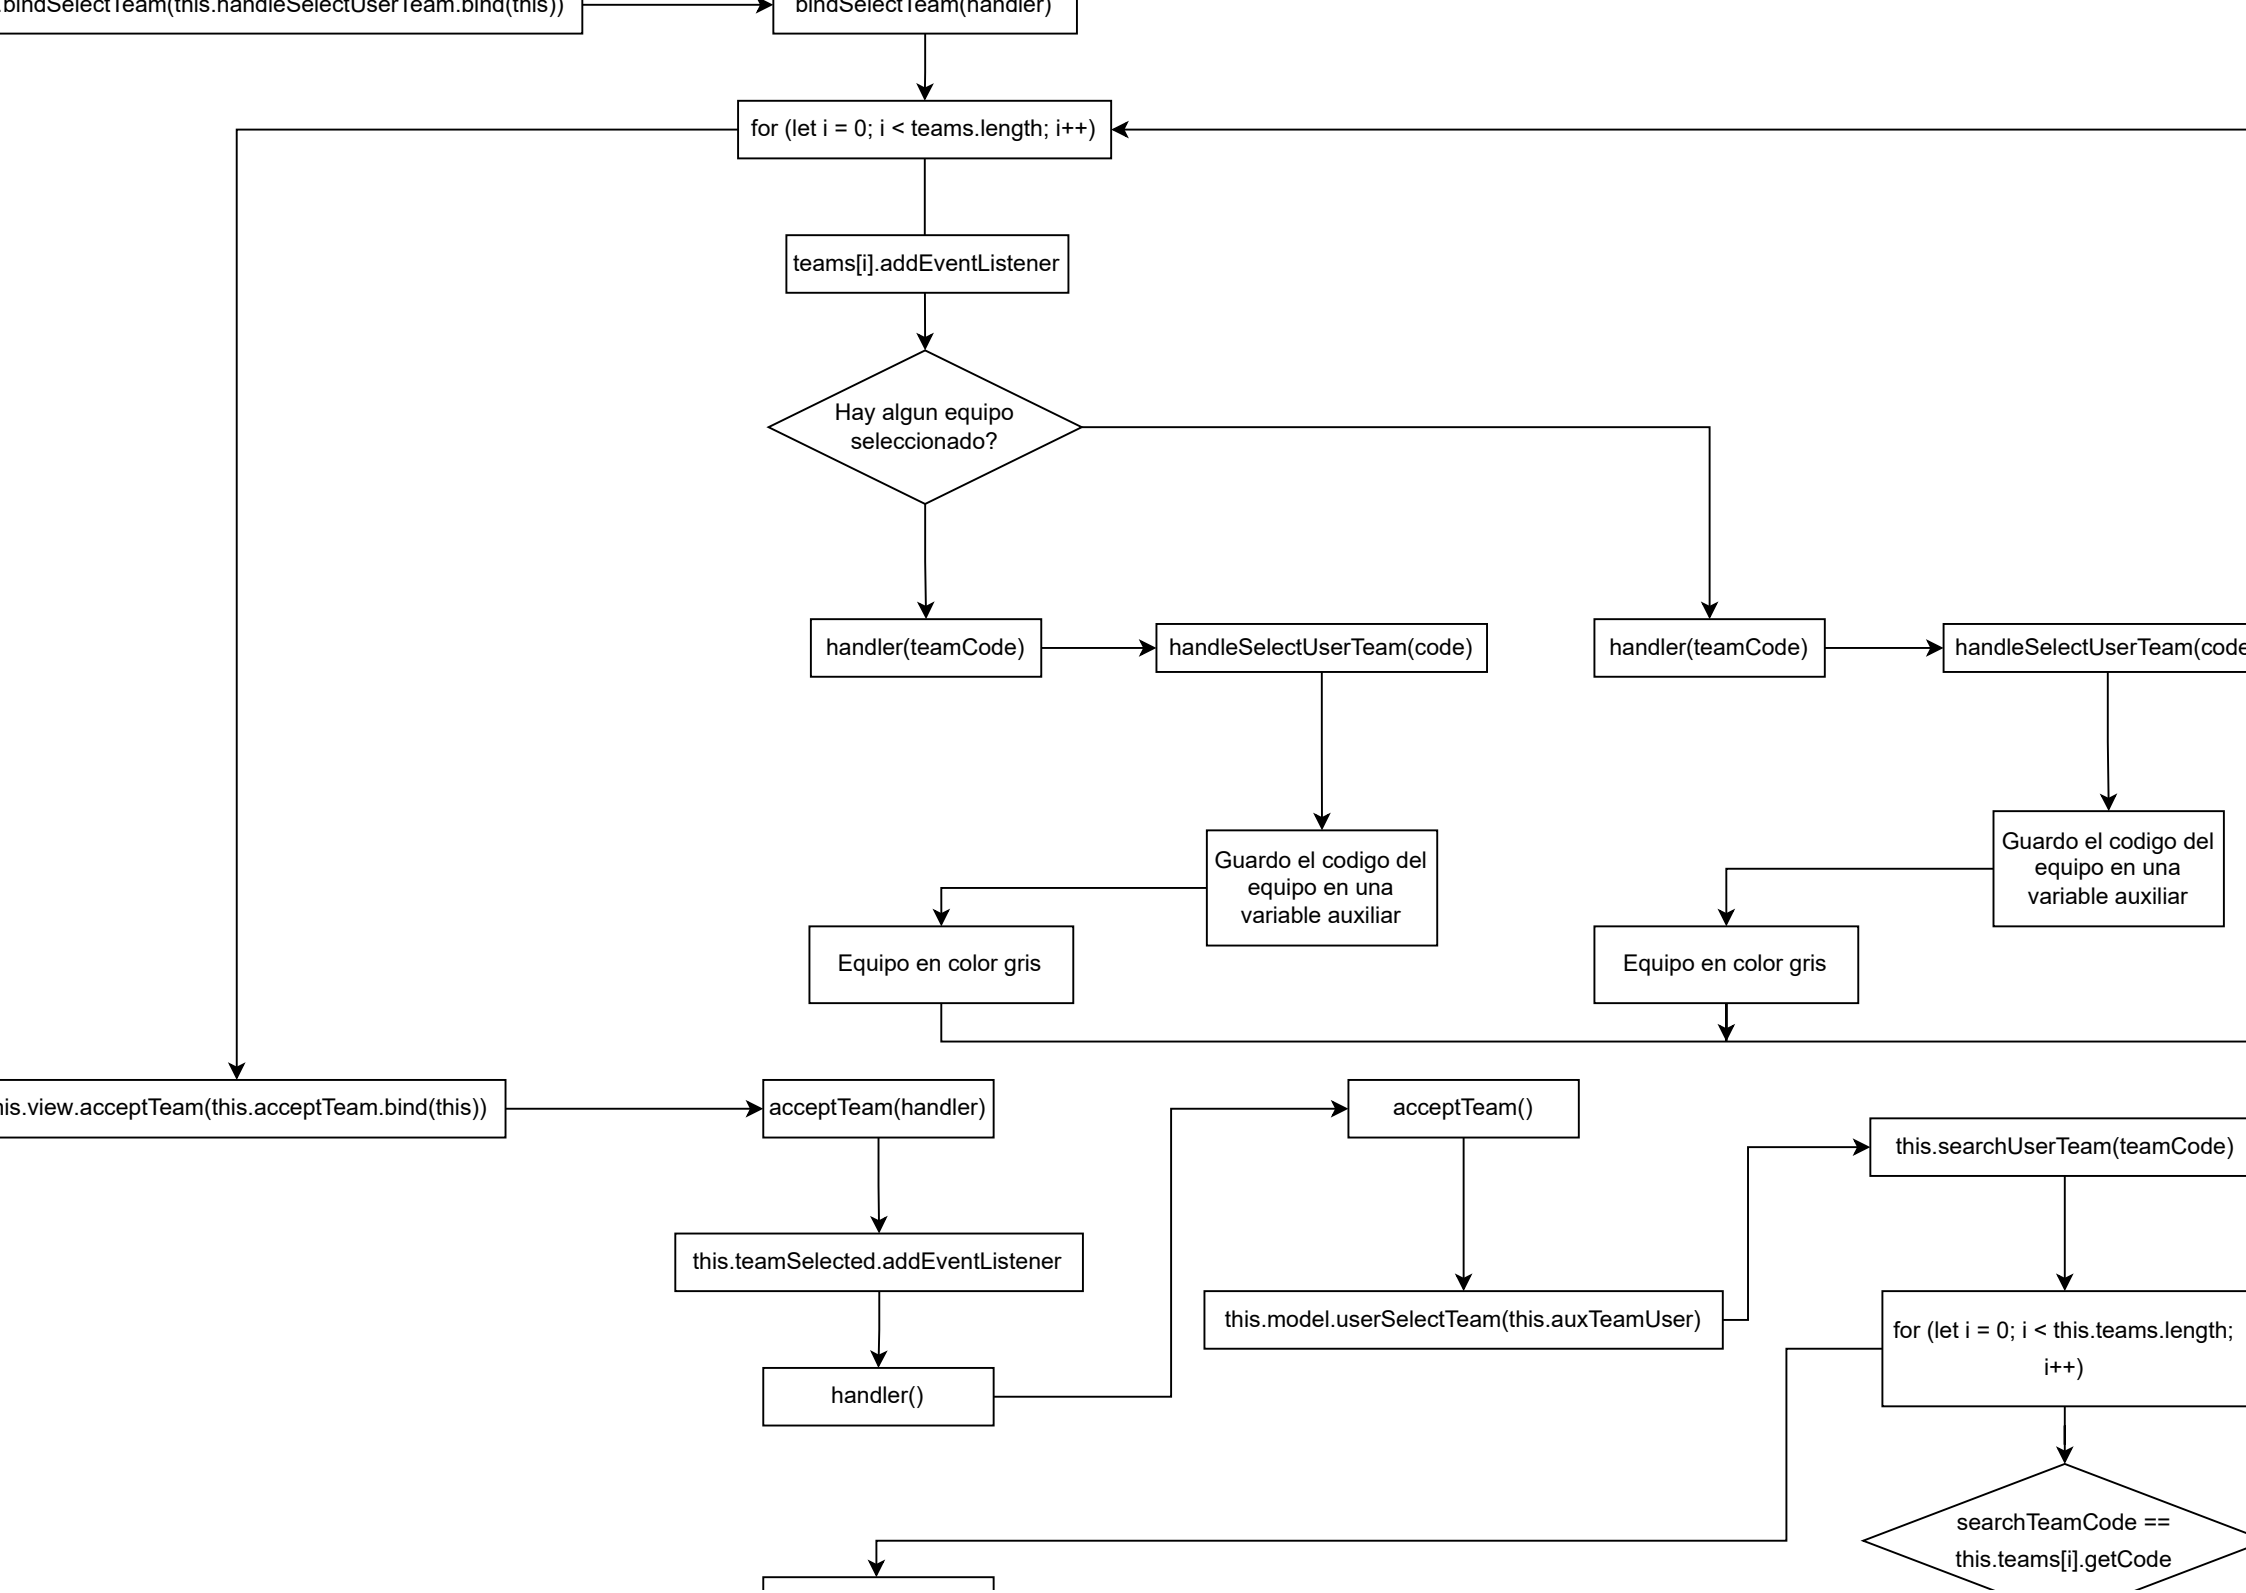 .bindSelectTeam(this.handleSelectUserTeam.bind(this))
bindSelectTeam(handler)
for (let i = 0; i < teams.length; i++)
teams[i].addEventListener
Hay algun equipo
seleccionado?
handler(teamCode)
handleSelectUserTeam(code)
handler(teamCode)
handleSelectUserTeam(code
Guardo el codigo del
equipo en una
variable auxiliar
Guardo el codigo del
equipo en una
variable auxiliar
Equipo en color gris
Equipo en color gris
his.view.acceptTeam(this.acceptTeam.bind(this))
acceptTeam(handler)
acceptTeam()
this.searchUserTeam(teamCode)
this.teamSelected.addEventListener
this.model.userSelectTeam(this.auxTeamUser)
for (let i = 0; i < this.teams.length;
i++)
handler()
searchTeamCode ==
this.teams[i].getCode